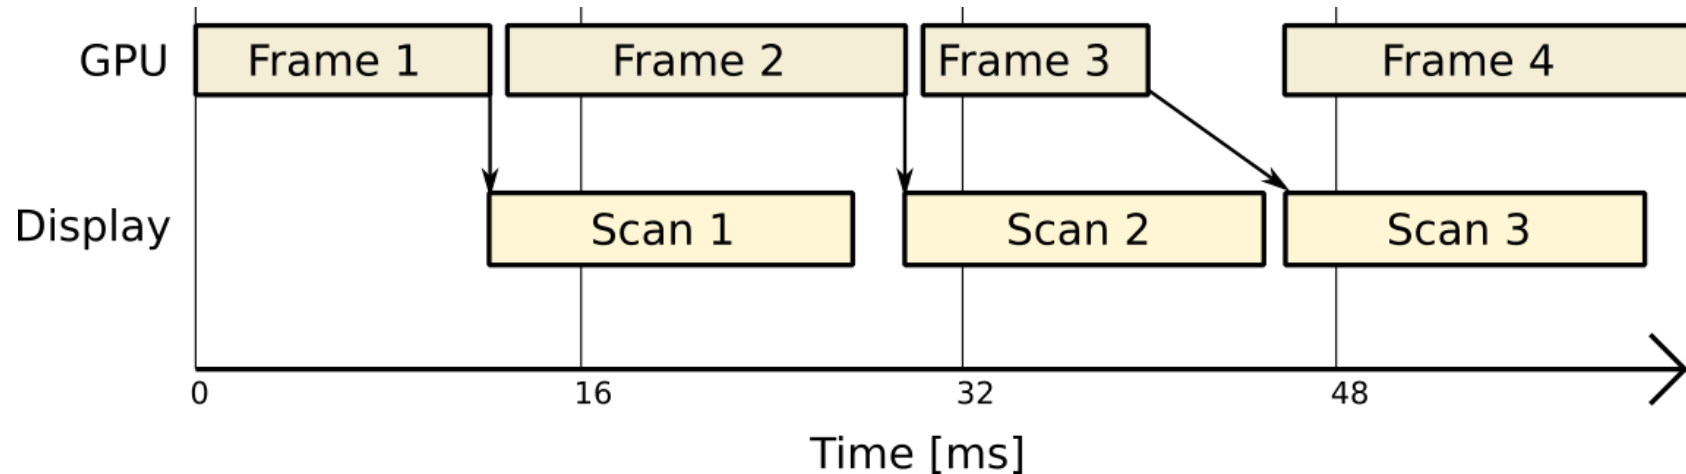 GPU Frame 1 Frame 2 Frame 3 Frame 4
Display Scan 1 Scan 2 Scan 3
0 16 32 48
Time [ms]